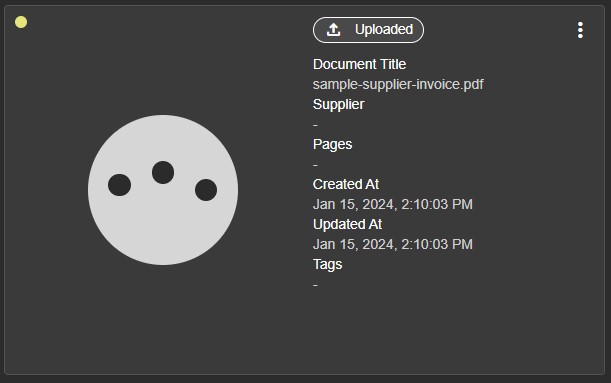 Uploaded
Document Title
sample-supplier-invoice.pdf
Supplier
-
Pages
-
Created At
Jan 15, 2024, 2:10:03 PM
Updated At
Jan 15, 2024, 2:10:03 PM
Tags
-